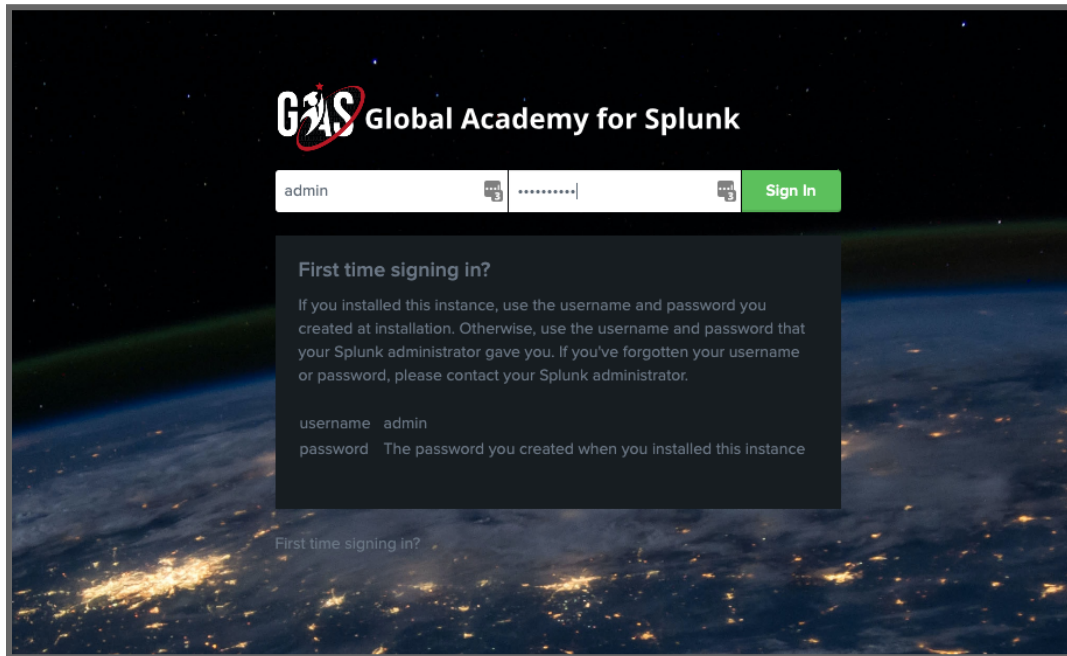 GAS Global Academy for Splunk
admin
3
••••••••••
3
Sign In
First time signing in?
If you installed this instance, use the username and password you
created at installation. Otherwise, use the username and password that
your Splunk administrator gave you. If you've forgotten your username
or password, please contact your Splunk administrator.
username admin
password The password you created when you installed this instance
First time signing in?